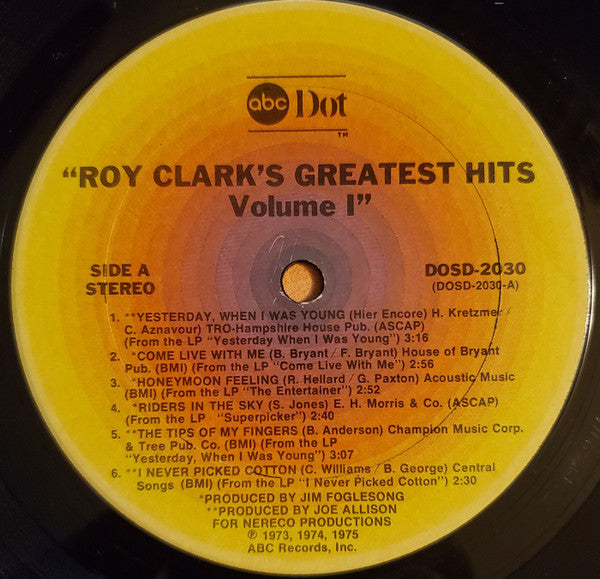 abc Dot
TM
"ROY CLARK'S GREATEST HITS
Volume I"
SIDE A
STEREO
DOSD-2030
(DOSD-2030-A)
1. **YESTERDAY, WHEN I WAS YOUNG (Hier Encore) H. Kretzmer/
C. Aznavour) TRO-Hampshire House Pub. (ASCAP)
(From the LP "Yesterday When I Was Young") 3:16
2. *COME LIVE WITH ME (B. Bryant/F. Bryant) House of Bryant
Pub. (BMI) (From the LP "Come Live With Me") 2:56
3. *HONEYMOON FEELING (R. Hellard/G. Paxton) Acoustic Music
(BMI) (From the LP "The Entertainer") 2:52
4. *RIDERS IN THE SKY (S. Jones) E. H. Morris & Co. (ASCAP)
(From the LP "Superpicker") 2:40
5. **THE TIPS OF MY FINGERS (B. Anderson) Champion Music Corp.
& Tree Pub. Co. (BMI) (From the LP
"Yesterday, When I Was Young") 3:07
6. **I NEVER PICKED COTTON (C. Williams/B. George) Central
Songs (BMI) (From the LP "I Never Picked Cotton") 2:30
*PRODUCED BY JIM FOGLESONG
**PRODUCED BY JOE ALLISON
FOR NERECO PRODUCTIONS
℗ 1973, 1974, 1975
ABC Records, Inc.